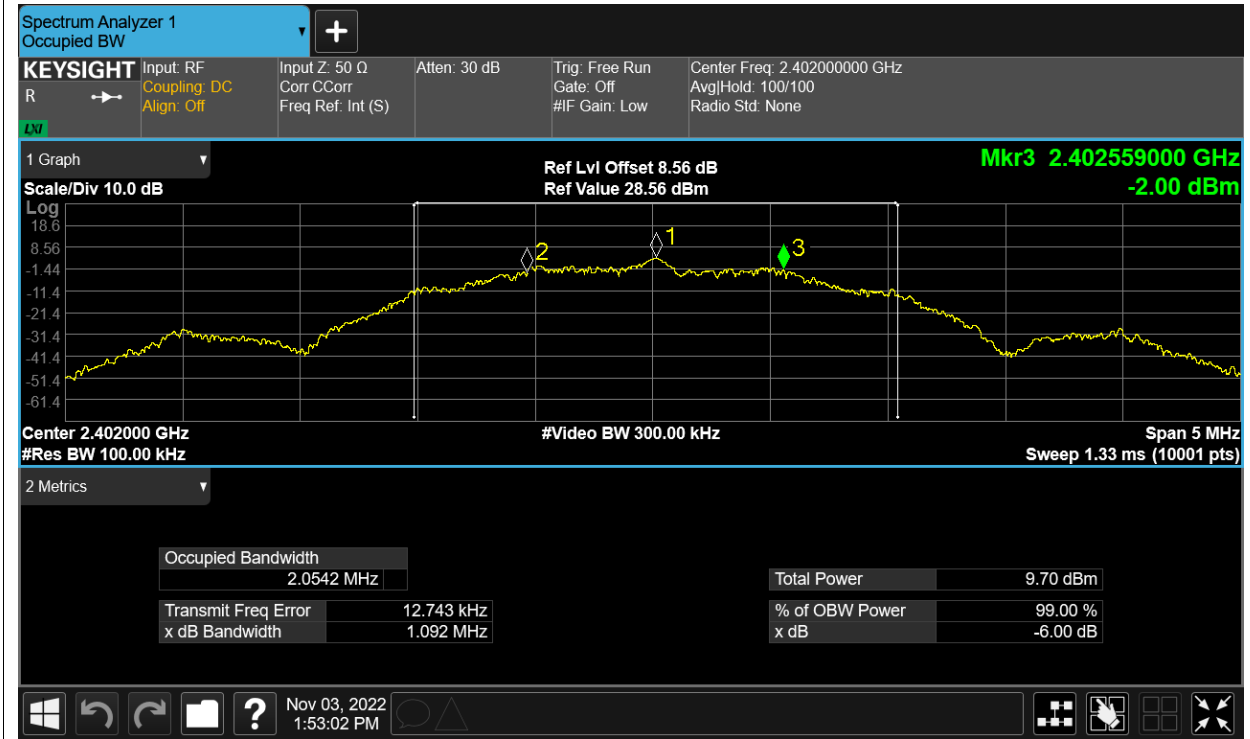 Spectrum Analyzer 1
Occupied BW
KEYSIGHT
R
LXI
Input: RF
Coupling: DC
Align: Off
Input Z: 50 Ω
Corr CCorr
Freq Ref: Int (S)
Atten: 30 dB
Trig: Free Run
Gate: Off
#IF Gain: Low
Center Freq: 2.402000000 GHz
Avg|Hold: 100/100
Radio Std: None
1 Graph
Scale/Div 10.0 dB
Ref Lvl Offset 8.56 dB
Ref Value 28.56 dBm
Mkr3 2.402559000 GHz
-2.00 dBm
Log
18.6
8.56
-1.44
-11.4
-21.4
-31.4
-41.4
-51.4
-61.4
2
1
3
Center 2.402000 GHz
#Res BW 100.00 kHz
#Video BW 300.00 kHz
Span 5 MHz
Sweep 1.33 ms (10001 pts)
2 Metrics
Occupied Bandwidth
2.0542 MHz
Transmit Freq Error 12.743 kHz
x dB Bandwidth 1.092 MHz
Total Power 9.70 dBm
% of OBW Power 99.00 %
x dB -6.00 dB
?
Nov 03, 2022
1:53:02 PM